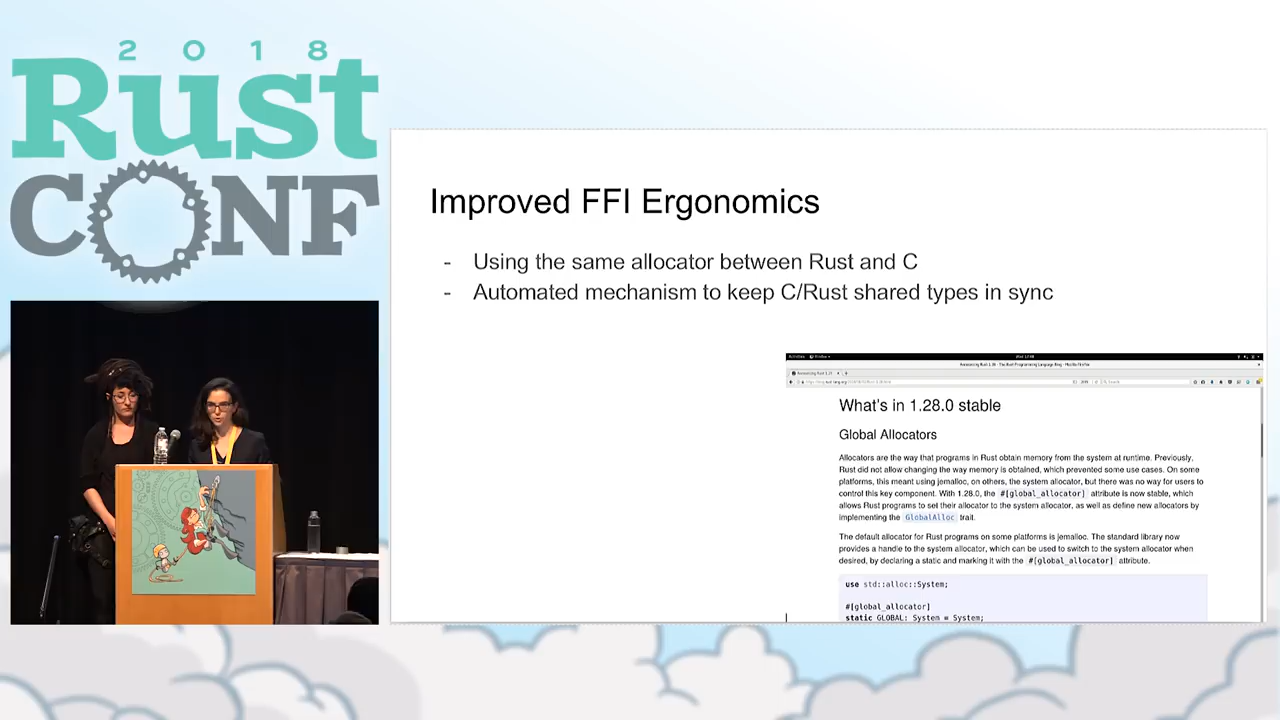 2018
Rust
CONF
Improved FFI Ergonomics
- Using the same allocator between Rust and C
- Automated mechanism to keep C/Rust shared types in sync
What's in 1.28.0 stable
Global Allocators
Allocators are the way that programs in Rust obtain memory from the system at runtime. Previously,
Rust did not allow changing the way memory is obtained, which prevented some use cases. On some
platforms, this meant using jemalloc, on others, the system allocator, but there was no way for users to
control this key component. With 1.28.0, the #[global_allocator] attribute is now stable, which
allows Rust programs to set their allocator to the system allocator, as well as define new allocators by
implementing the GlobalAlloc trait.
The default allocator for Rust programs on some platforms is jemalloc. The standard library now
provides a handle to the system allocator, which can be used to switch to the system allocator when
desired, by declaring a static and marking it with the #[global_allocator] attribute.
use std::alloc::System;
#[global_allocator]
static GLOBAL: System = System;